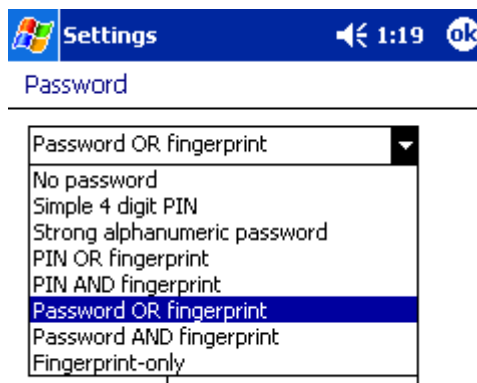 Settings 1:19 ok
Password
Password OR fingerprint
No password
Simple 4 digit PIN
Strong alphanumeric password
PIN OR fingerprint
PIN AND fingerprint
Password OR fingerprint
Password AND fingerprint
Fingerprint-only